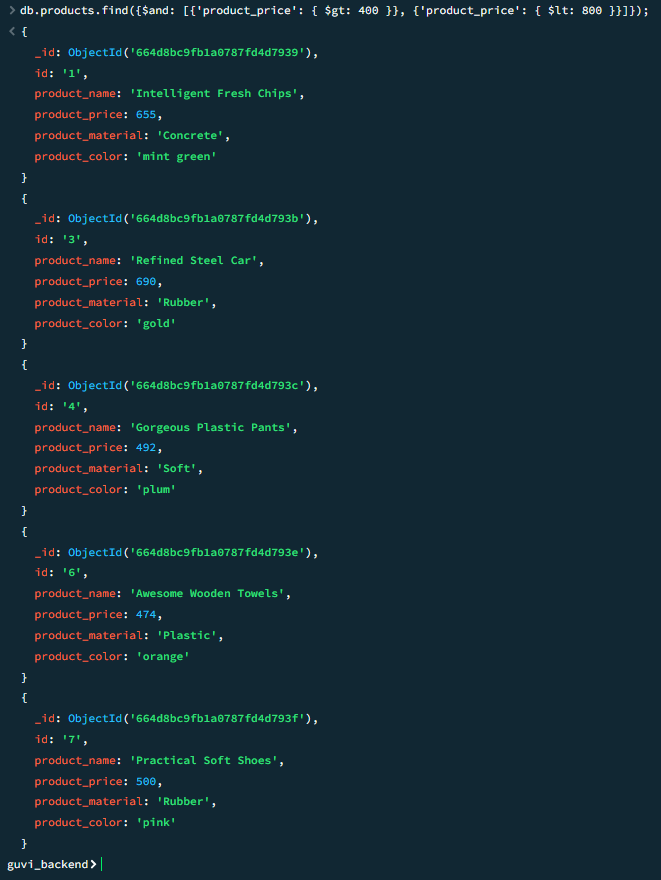 > db.products.find({$and: [{'product_price': { $gt: 400 }}, {'product_price': { $lt: 800 }}]});
< {
_id: ObjectId('664d8bc9fb1a0787fd4d7939'),
id: '1',
product_name: 'Intelligent Fresh Chips',
product_price: 655,
product_material: 'Concrete',
product_color: 'mint green'
}
{
_id: ObjectId('664d8bc9fb1a0787fd4d793b'),
id: '3',
product_name: 'Refined Steel Car',
product_price: 690,
product_material: 'Rubber',
product_color: 'gold'
}
{
_id: ObjectId('664d8bc9fb1a0787fd4d793c'),
id: '4',
product_name: 'Gorgeous Plastic Pants',
product_price: 492,
product_material: 'Soft',
product_color: 'plum'
}
{
_id: ObjectId('664d8bc9fb1a0787fd4d793e'),
id: '6',
product_name: 'Awesome Wooden Towels',
product_price: 474,
product_material: 'Plastic',
product_color: 'orange'
}
{
_id: ObjectId('664d8bc9fb1a0787fd4d793f'),
id: '7',
product_name: 'Practical Soft Shoes',
product_price: 500,
product_material: 'Rubber',
product_color: 'pink'
}
guvi_backend>